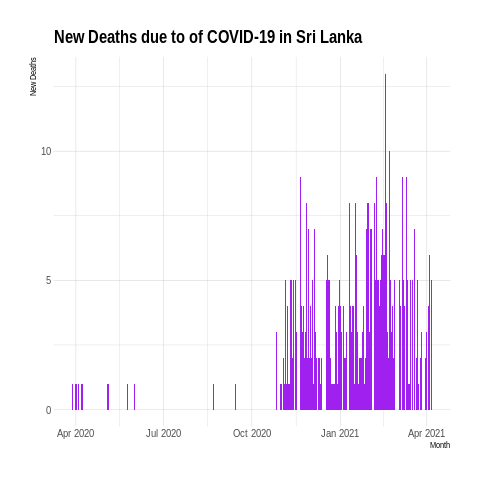 New Deaths due to of COVID-19 in Sri Lanka
New Deaths
10
5
0
Apr 2020 Jul 2020 Oct 2020 Jan 2021 Apr 2021
Month